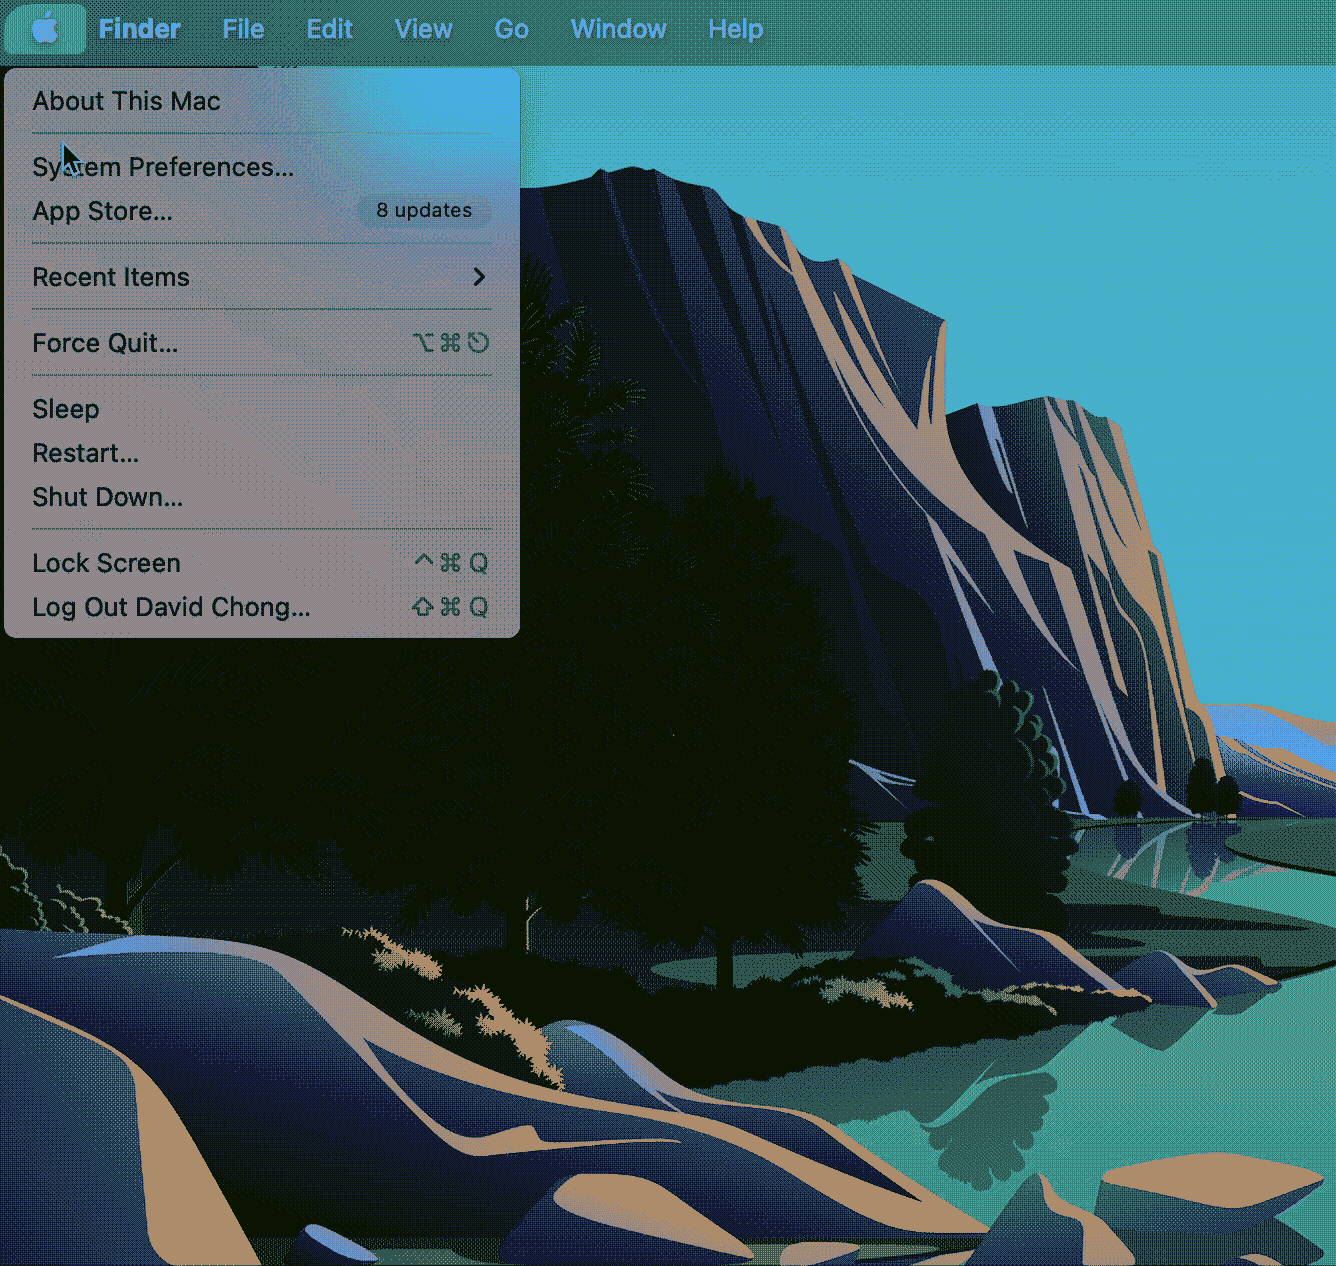 Finder File Edit View Go Window Help
About This Mac
System Preferences...
App Store... 8 updates
Recent Items
Force Quit... ⌥⌘⎋
Sleep
Restart...
Shut Down...
Lock Screen ^⌘Q
Log Out David Chong... ⇧⌘Q